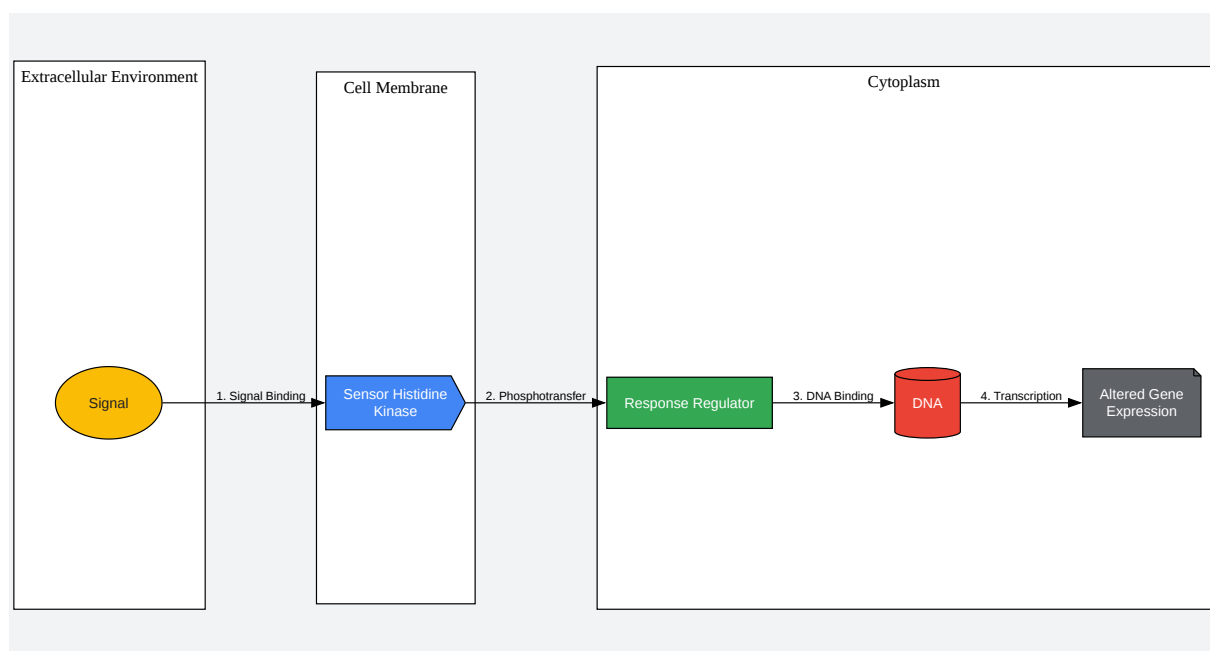 Extracellular Environment
Cell Membrane
Cytoplasm
Signal
1. Signal Binding
Sensor Histidine
Kinase
2. Phosphotransfer
Response Regulator
3. DNA Binding
DNA
4. Transcription
Altered Gene
Expression